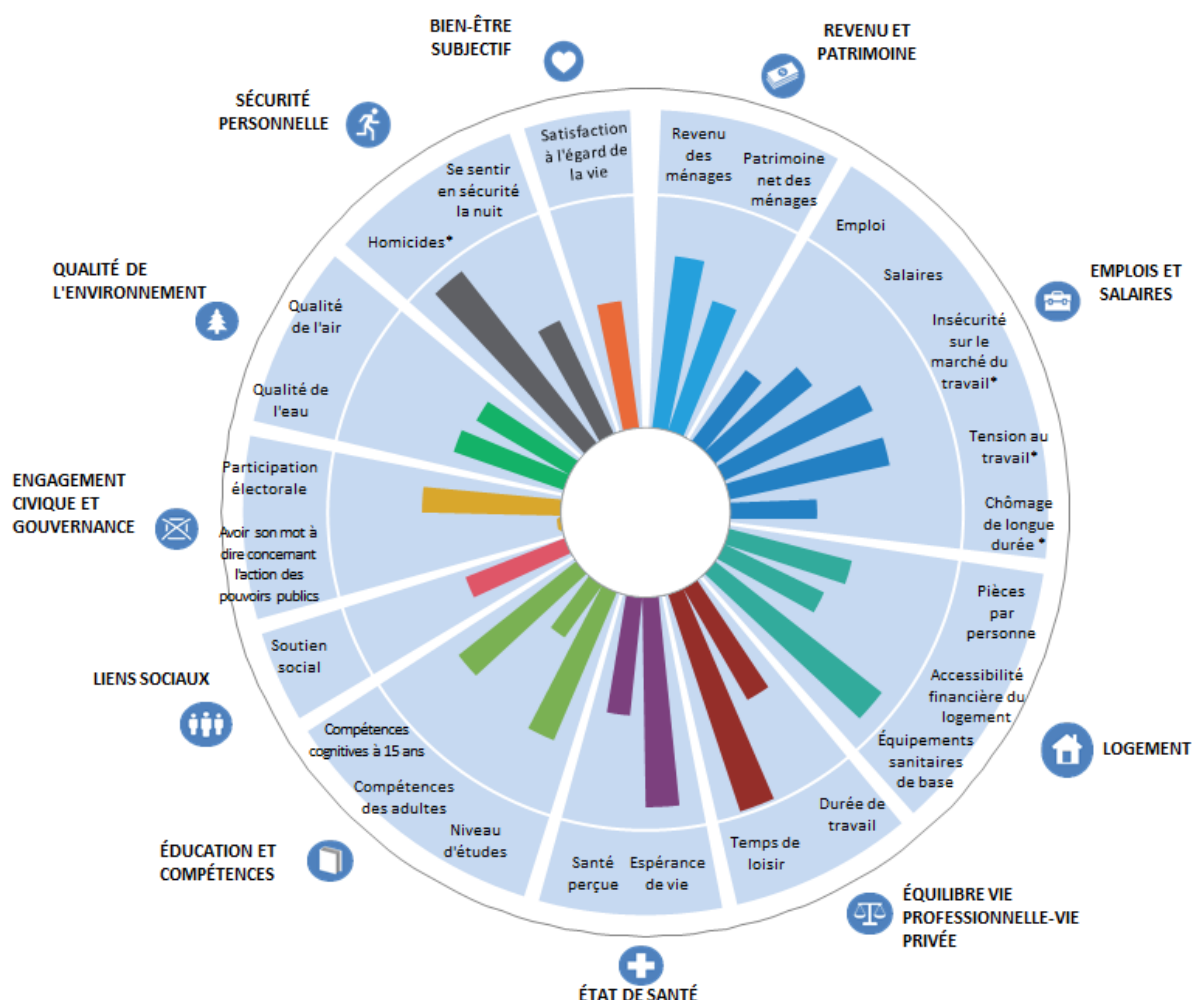 BIEN-ÊTRE
SUBJECTIF
REVENU ET
PATRIMOINE
SÉCURITÉ
PERSONNELLE
Satisfaction
à l'égard de
la vie
Revenu
des
ménages
Patrimoine
net des
ménages
Se sentir
en sécurité
la nuit
Homicides*
Emploi
Salaires
Insécurité
sur le
marché du
travail*
Tension au
travail*
Chômage
de longue
durée *
EMPLOIS ET
SALAIRES
QUALITÉ DE
L'ENVIRONNEMENT
Qualité
de l'air
Qualité de
l'eau
ENGAGEMENT
CIVIQUE ET
GOUVERNANCE
Participation
électorale
Avoir son mot à
dire concernant
l'action des
pouvoirs publics
Pièces
par
personne
Accessibilité
financière du
logement
Équipements
sanitaires
de base
LOGEMENT
LIENS SOCIAUX
Soutien
social
Compétences
cognitives à 15 ans
Compétences
des adultes
Niveau
d'études
ÉDUCATION ET
COMPÉTENCES
Santé
perçue
Espérance
de vie
Temps de
loisir
Durée de
travail
ÉQUILIBRE VIE
PROFESSIONNELLE-VIE
PRIVÉE
ÉTAT DE SANTÉ